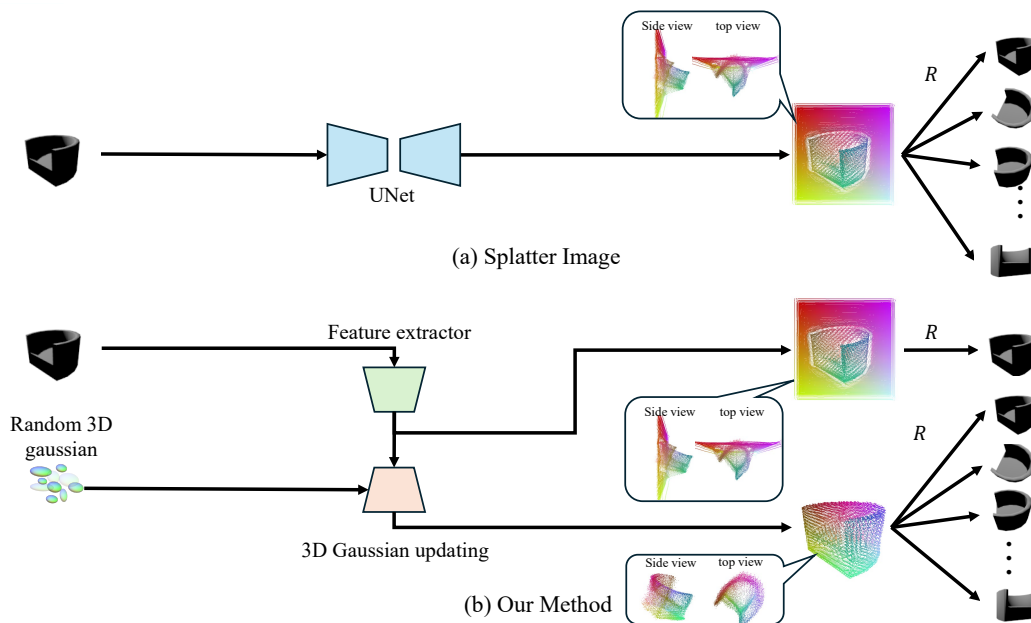 Side view
top view
R
UNet
(a) Splatter Image
Feature extractor
R
Random 3D
gaussian
Side view
top view
R
3D Gaussian updating
Side view
top view
(b) Our Method